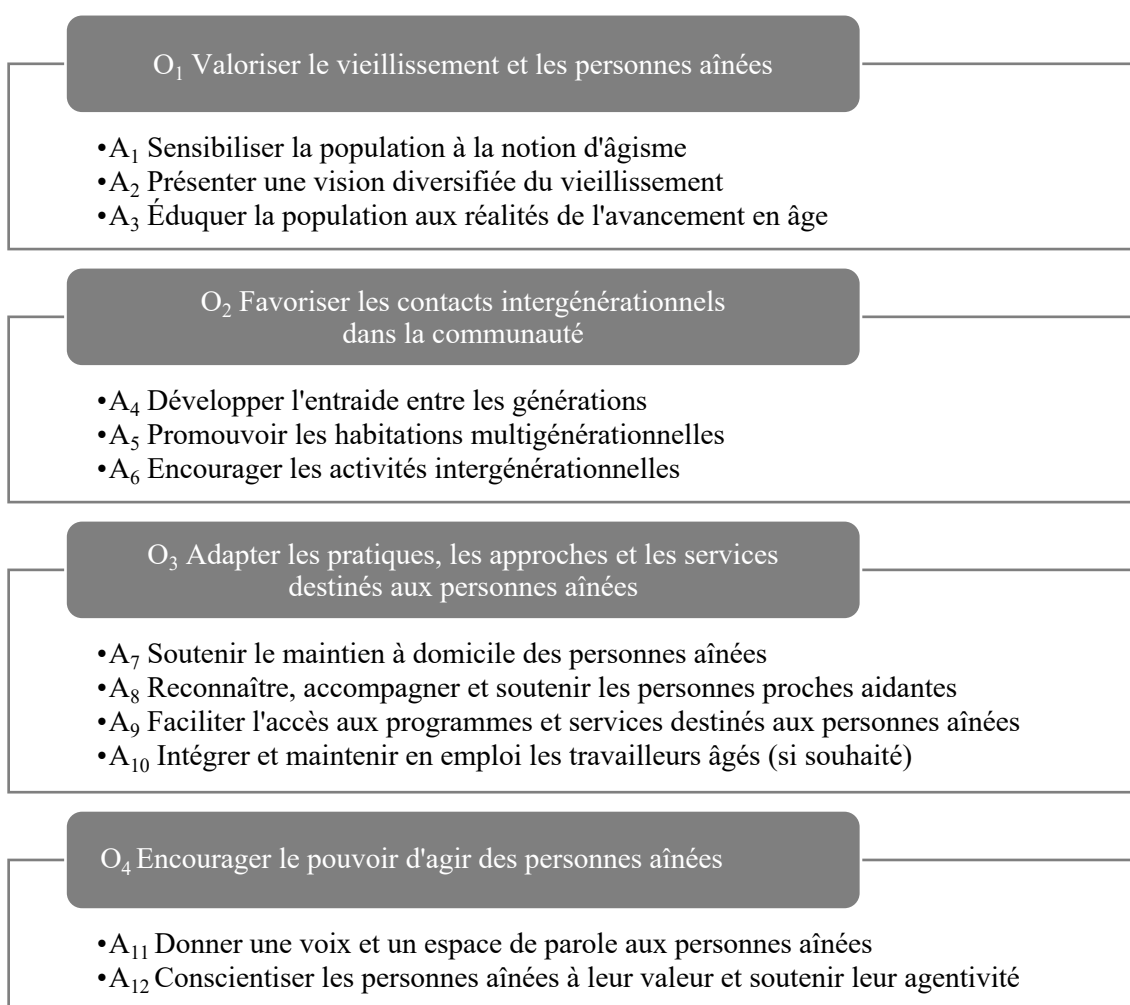 O₁ Valoriser le vieillissement et les personnes aînées
•A₁ Sensibiliser la population à la notion d'âgisme
•A₂ Présenter une vision diversifiée du vieillissement
•A₃ Éduquer la population aux réalités de l'avancement en âge
O₂ Favoriser les contacts intergénérationnels
dans la communauté
•A₄ Développer l'entraide entre les générations
•A₅ Promouvoir les habitations multigénérationnelles
•A₆ Encourager les activités intergénérationnelles
O₃ Adapter les pratiques, les approches et les services
destinés aux personnes aînées
•A₇ Soutenir le maintien à domicile des personnes aînées
•A₈ Reconnaître, accompagner et soutenir les personnes proches aidantes
•A₉ Faciliter l'accès aux programmes et services destinés aux personnes aînées
•A₁₀ Intégrer et maintenir en emploi les travailleurs âgés (si souhaité)
O₄ Encourager le pouvoir d'agir des personnes aînées
•A₁₁ Donner une voix et un espace de parole aux personnes aînées
•A₁₂ Conscientiser les personnes aînées à leur valeur et soutenir leur agentivité